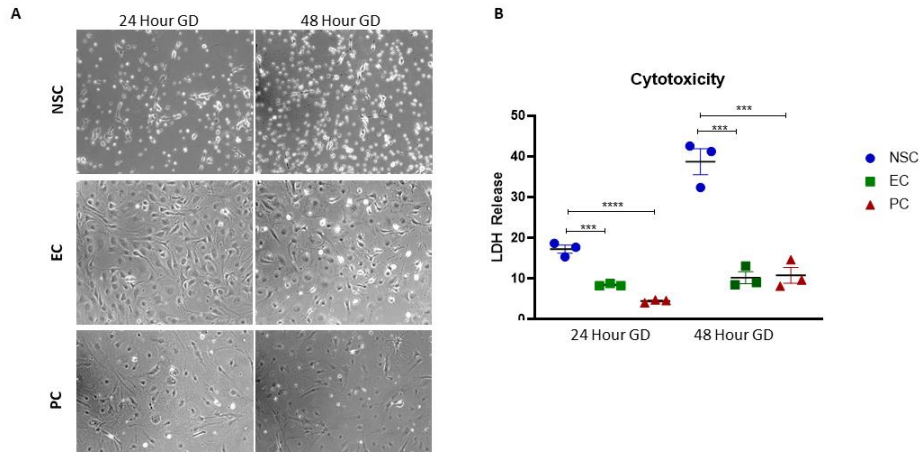 A
24 Hour GD
48 Hour GD
NSC
EC
PC
B
Cytotoxicity
LDH Release
50
40
30
20
10
0
***
****
***
***
24 Hour GD
48 Hour GD
NSC
EC
PC